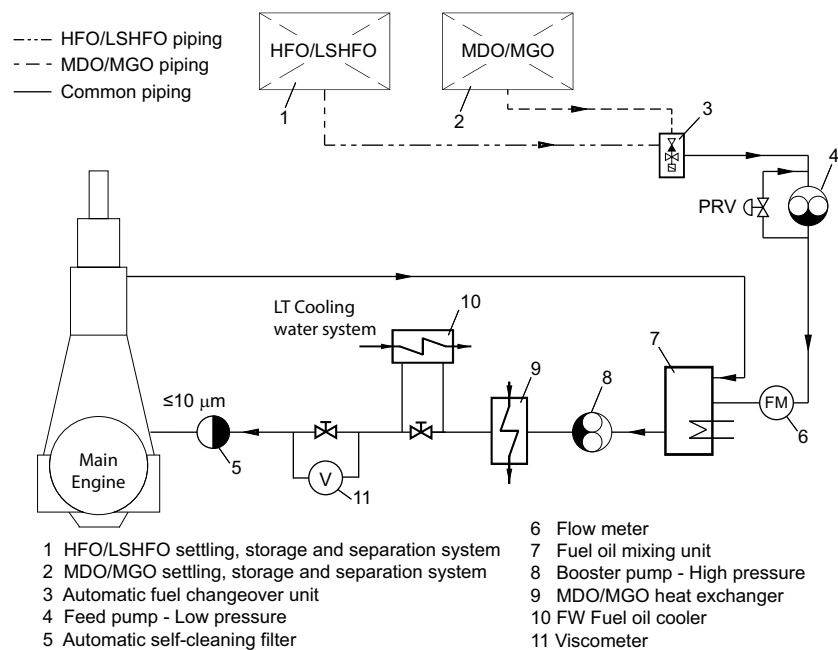 HFO/LSHFO piping
MDO/MGO piping
Common piping
HFO/LSHFO
MDO/MGO
1
2
3
4
PRV
LT Cooling
water system
10
9
8
7
FM
6
≤10 μm
5
V
11
Main
Engine
1 HFO/LSHFO settling, storage and separation system
2 MDO/MGO settling, storage and separation system
3 Automatic fuel changeover unit
4 Feed pump - Low pressure
5 Automatic self-cleaning filter
6 Flow meter
7 Fuel oil mixing unit
8 Booster pump - High pressure
9 MDO/MGO heat exchanger
10 FW Fuel oil cooler
11 Viscometer